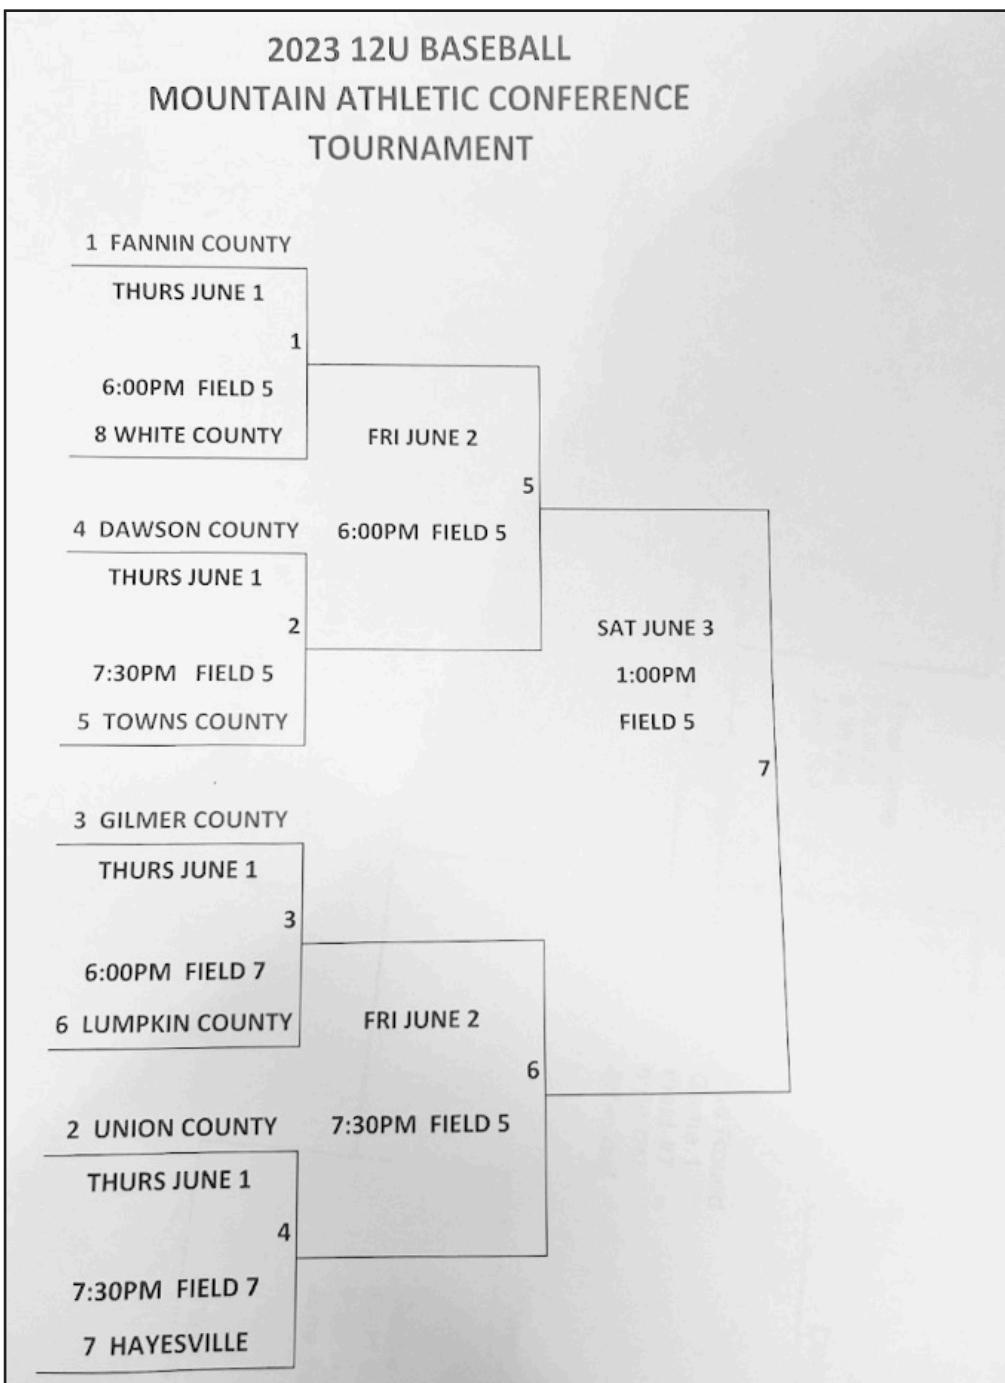 2023 12U BASEBALL
MOUNTAIN ATHLETIC CONFERENCE
TOURNAMENT
1 FANNIN COUNTY
THURS JUNE 1
1
6:00PM FIELD 5
8 WHITE COUNTY
FRI JUNE 2
5
4 DAWSON COUNTY
6:00PM FIELD 5
THURS JUNE 1
2
7:30PM FIELD 5
5 TOWNS COUNTY
SAT JUNE 3
1:00PM
FIELD 5
7
3 GILMER COUNTY
THURS JUNE 1
3
6:00PM FIELD 7
6 LUMPKIN COUNTY
FRI JUNE 2
6
2 UNION COUNTY
7:30PM FIELD 5
THURS JUNE 1
4
7:30PM FIELD 7
7 HAYESVILLE